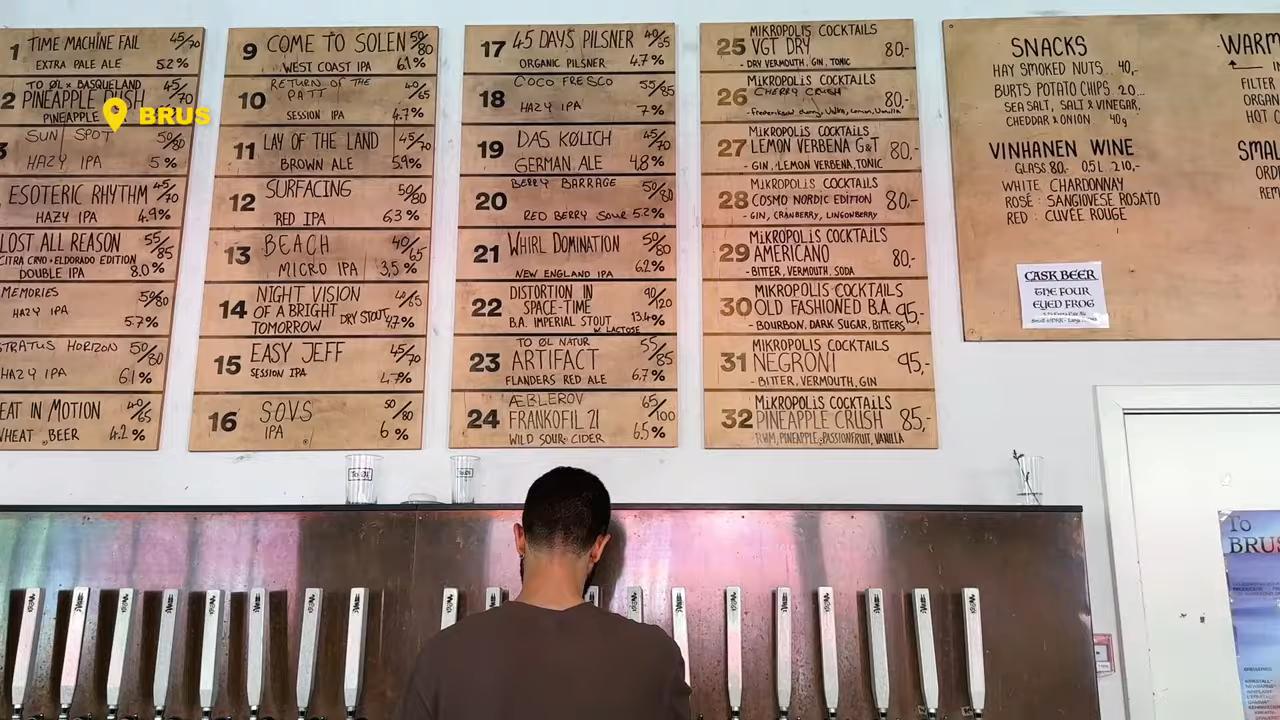 1 TIME MACHINE FAIL 45/70
EXTRA PALE ALE 5.2%
TO ØL x BASQUELAND 45/70
2 PINEAPPLE
PINEAPPLE
BRUS
SUN SPOT 50/80
HAZY IPA 5%
ESOTERIC RHYTHM 45/70
HAZY IPA 4.9%
LOST ALL REASON 55/85
CITRA CRYO + ELDORADO EDITION
DOUBLE IPA 8.0%
MEMORIES 50/80
HAZY IPA
5.7%
STRATUS HORIZON 50/80
HAZY IPA 6.1%
EAT IN MOTION 40/65
WHEAT BEER 4.2%
9 COME TO SOLEN 50/80
WEST COAST IPA 6.1%
10 RETURN OF THE PATT 40/65
SESSION IPA 4.7%
11 LAY OF THE LAND 45/70
BROWN ALE 5.9%
12 SURFACING 50/80
RED IPA 6.3%
13 BEACH 40/65
MICRO IPA 3,5%
14 NIGHT VISION
OF A BRIGHT DRY STOUT
TOMORROW
15 EASY JEFF 45/70
SESSION IPA 4.7%
16 SOVS 50/80
IPA 6%
17 45 DAYS PILSNER
ORGANIC PILSNER 4.7%
18 COCO FRESCO 55/85
HAZY IPA 7%
19 DAS KØLICH 45/70
GERMAN ALE 4,8%
20 BERRY BARRAGE 50/80
RED BERRY SOUR 5.2%
21 WHIRL DOMINATION 50/80
NEW ENGLAND IPA 6.2%
22 DISTORTION IN 90/120
SPACE-TIME 13.4%
B.A. IMPERIAL STOUT W. LACTOSE
TO ØL NATUR 55/85
23 ARTIFACT
FLANDERS RED ALE 6.7%
ÆBLEROV 65/100
24 FRANKOFIL 21
WILD SOUR CIDER 6.5%
25 MIKROPOLIS COCKTAILS
VGT DRY 80,-
- DRY VERMOUTH, GIN, TONIC
MIKROPOLIS COCKTAILS
26 CHERRY CRUSH 80,-
- Frederiksdal cherry, Vodka, Lemon, Vanilla
MIKROPOLIS COCKTAILS
27 LEMON VERBENA G&T 80,-
- GIN, LEMON VERBENA, TONIC
MIKROPOLIS COCKTAILS
28 COSMO NORDIC EDITION 80,-
- GIN, CRANBERRY, LINGONBERRY
MIKROPOLIS COCKTAILS
29 AMERICANO 80,-
- BITTER, VERMOUTH, SODA
MIKROPOLIS COCKTAILS
30 OLD FASHIONED B.A. 95,-
- BOURBON, DARK SUGAR, BITTERS
MIKROPOLIS COCKTAILS
31 NEGRONI 95,-
- BITTER, VERMOUTH, GIN
MIKROPOLIS COCKTAILS
32 PINEAPPLE CRUSH 85,-
RUM, PINEAPPLE, PASSIONFRUIT, VANILLA
SNACKS
HAY SMOKED NUTS .. 40,-
BURTS POTATO CHIPS . 20...
SEA SALT, SALT & VINEGAR,
CHEDDAR & ONION 40g
VINHANEN WINE
GLASS 80.- 0.5L 210,-
WHITE: CHARDONNAY
ROSÉ: SANGIOVESE ROSATO
RED: CUVÉE ROUGE
CASK BEER
THE FOUR
EYED FROG
WARM
FILTER
ORGAN
HOT
SMAL
ORD
REM
To
BRUS